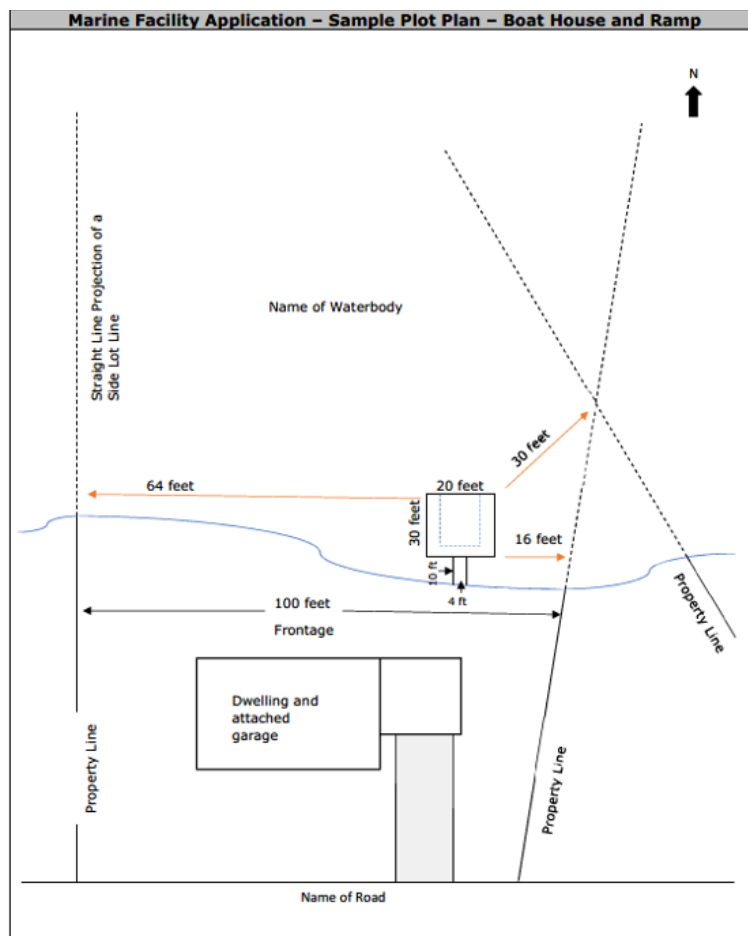 Marine Facility Application – Sample Plot Plan – Boat House and Ramp
N
Straight Line Projection of a
Side Lot Line
Name of Waterbody
30 feet
64 feet
20 feet
30 feet
16 feet
10 ft
4 ft
100 feet
Frontage
Property Line
Dwelling and
attached
garage
Property Line
Property Line
Name of Road